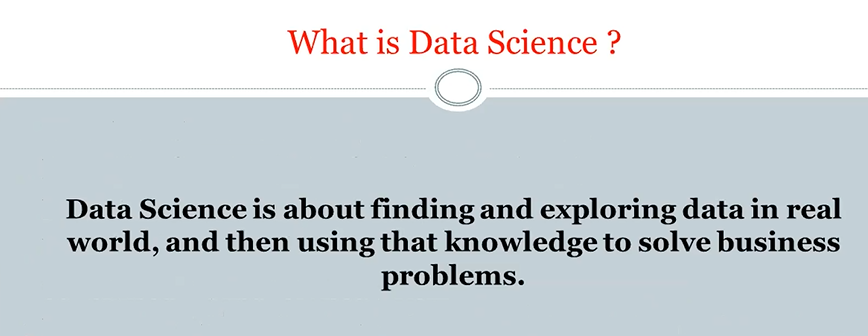 What is Data Science ?
Data Science is about finding and exploring data in real
world, and then using that knowledge to solve business
problems.